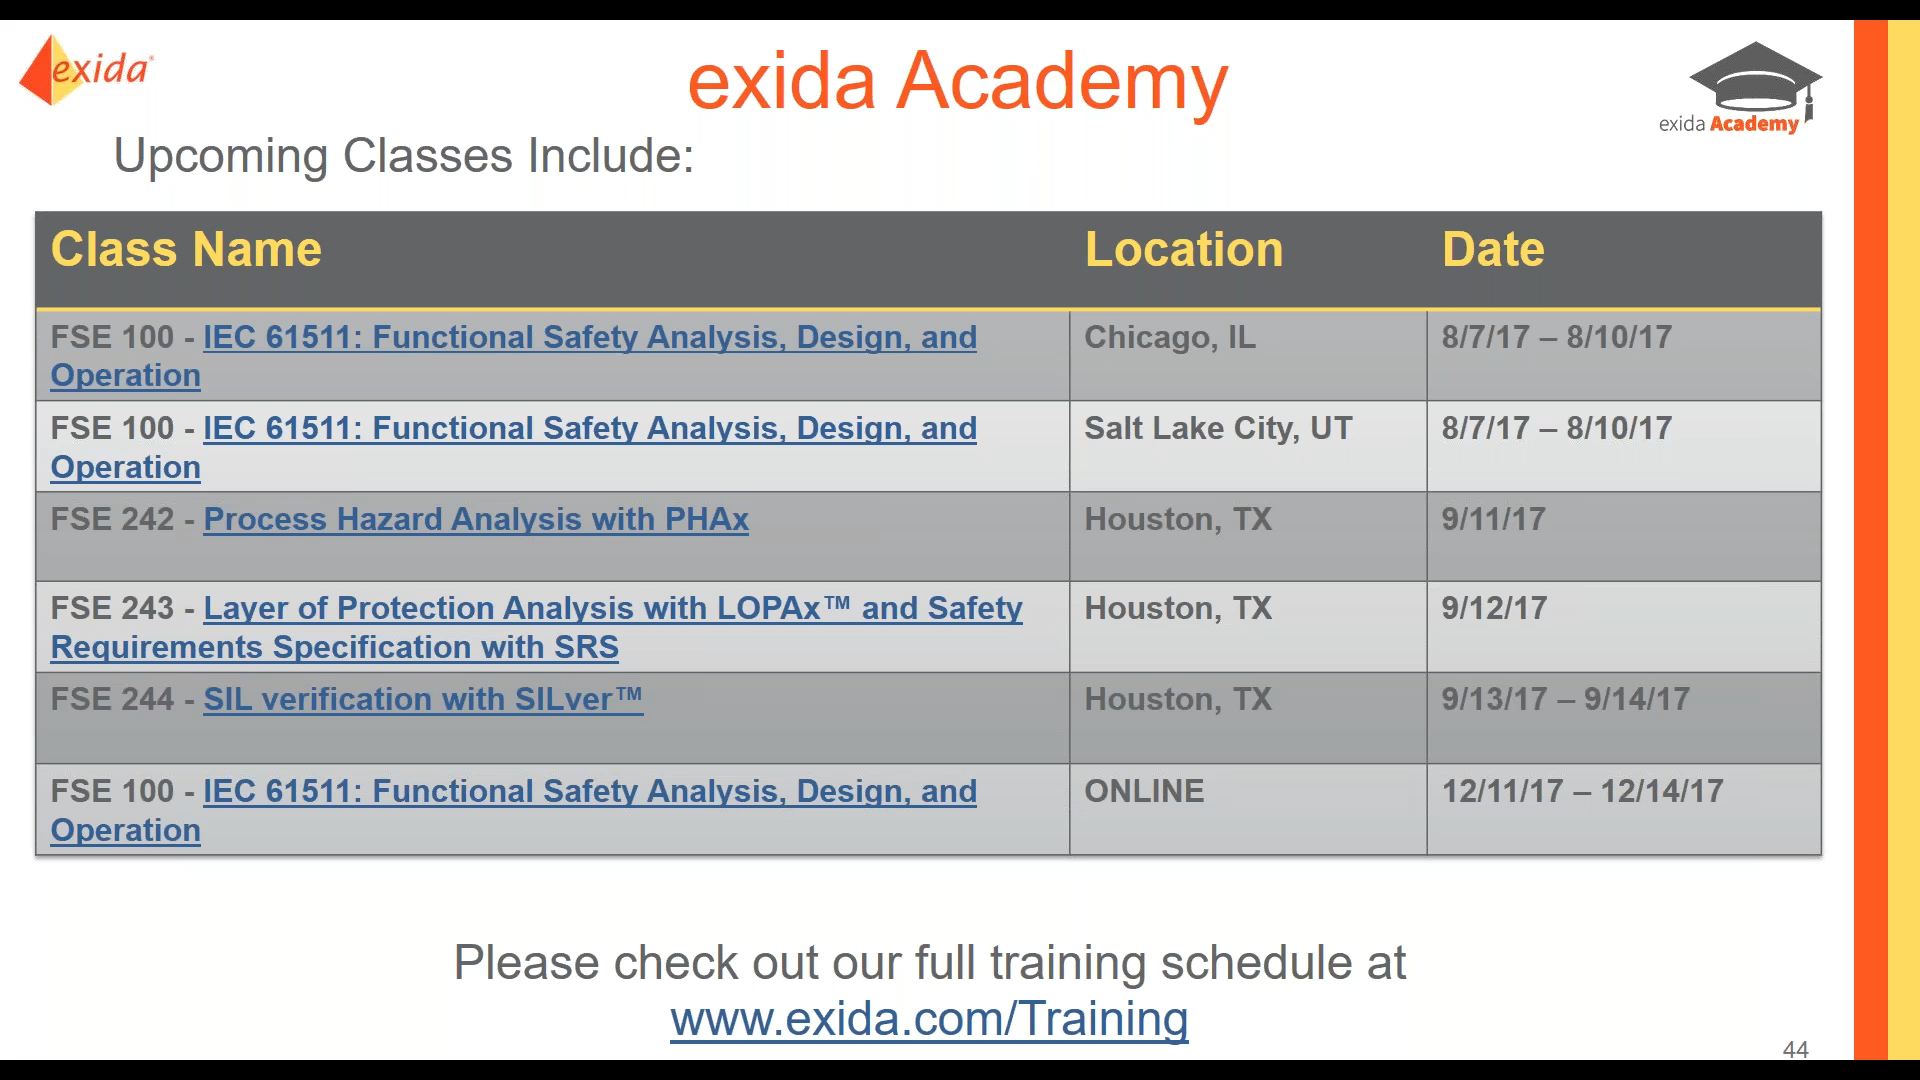 exida
exida Academy
exida Academy
Upcoming Classes Include:
Class Name Location Date
FSE 100 - IEC 61511: Functional Safety Analysis, Design, and Chicago, IL 8/7/17 – 8/10/17
Operation
FSE 100 - IEC 61511: Functional Safety Analysis, Design, and Salt Lake City, UT 8/7/17 – 8/10/17
Operation
FSE 242 - Process Hazard Analysis with PHAx Houston, TX 9/11/17
FSE 243 - Layer of Protection Analysis with LOPAx™ and Safety Houston, TX 9/12/17
Requirements Specification with SRS
FSE 244 - SIL verification with SILver™ Houston, TX 9/13/17 – 9/14/17
FSE 100 - IEC 61511: Functional Safety Analysis, Design, and ONLINE 12/11/17 – 12/14/17
Operation
Please check out our full training schedule at
www.exida.com/Training
44